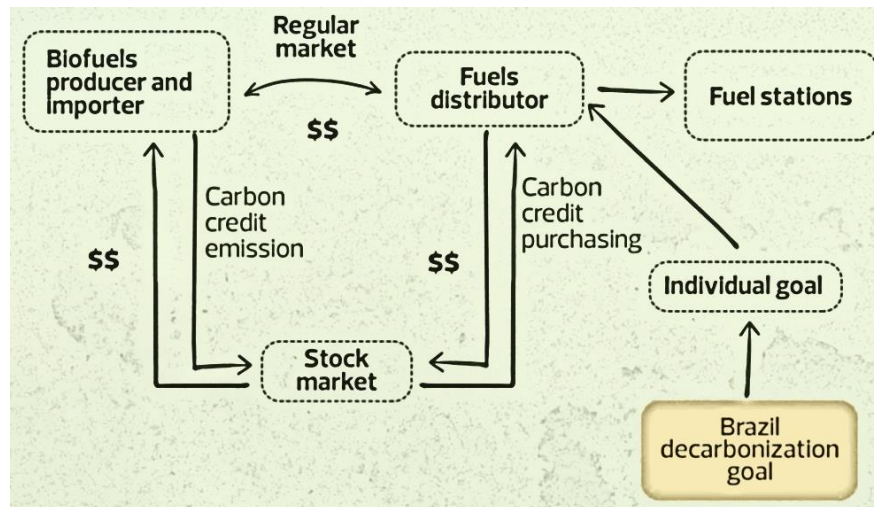 Biofuels
producer and
importer
Regular
market
$$
Fuels
distributor
Fuel stations
Carbon
credit
emission
$$
Carbon
credit
purchasing
$$
Individual goal
Stock
market
Brazil
decarbonization
goal